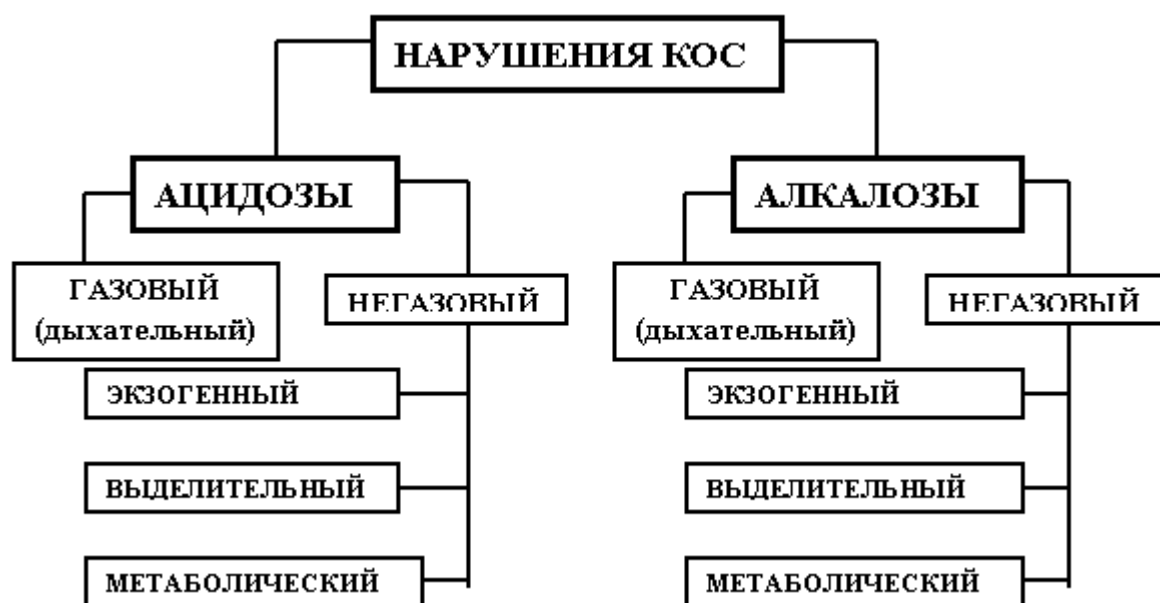 НАРУШЕНИЯ КОС
АЦИДОЗЫ
АЛКАЛОЗЫ
ГАЗОВЫЙ
(дыхательный)
НЕГАЗОВЫЙ
ГАЗОВЫЙ
(дыхательный)
НЕГАЗОВЫЙ
ЭКЗОГЕННЫЙ
ЭКЗОГЕННЫЙ
ВЫДЕЛИТЕЛЬНЫЙ
ВЫДЕЛИТЕЛЬНЫЙ
МЕТАБОЛИЧЕСКИЙ
МЕТАБОЛИЧЕСКИЙ